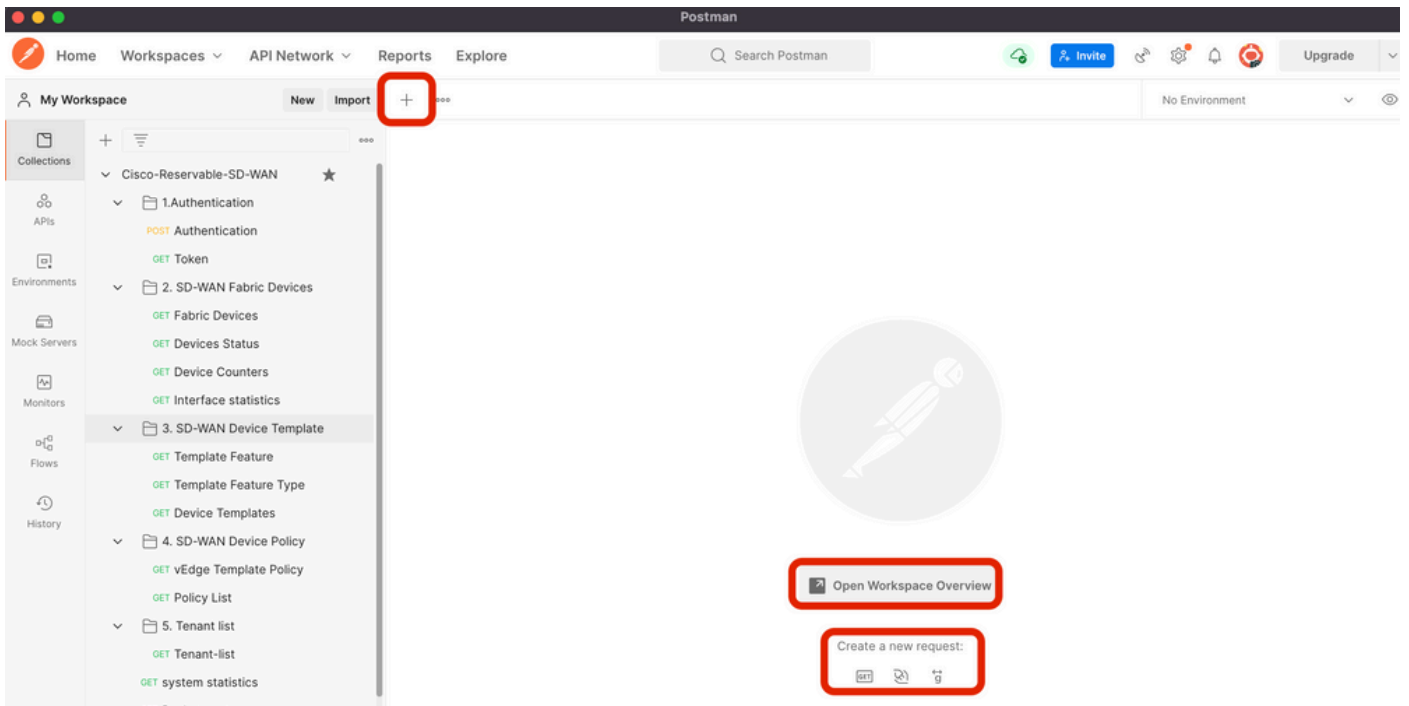 Postman
Home Workspaces API Network Reports Explore Search Postman Invite Upgrade
My Workspace New Import No Environment
Collections
APIs
Environments
Mock Servers
Monitors
Flows
History
Cisco-Reservable-SD-WAN
1.Authentication
POST Authentication
GET Token
2. SD-WAN Fabric Devices
GET Fabric Devices
GET Devices Status
GET Device Counters
GET Interface statistics
3. SD-WAN Device Template
GET Template Feature
GET Template Feature Type
GET Device Templates
4. SD-WAN Device Policy
GET vEdge Template Policy
GET Policy List
5. Tenant list
GET Tenant-list
GET system statistics
Open Workspace Overview
Create a new request:
GET